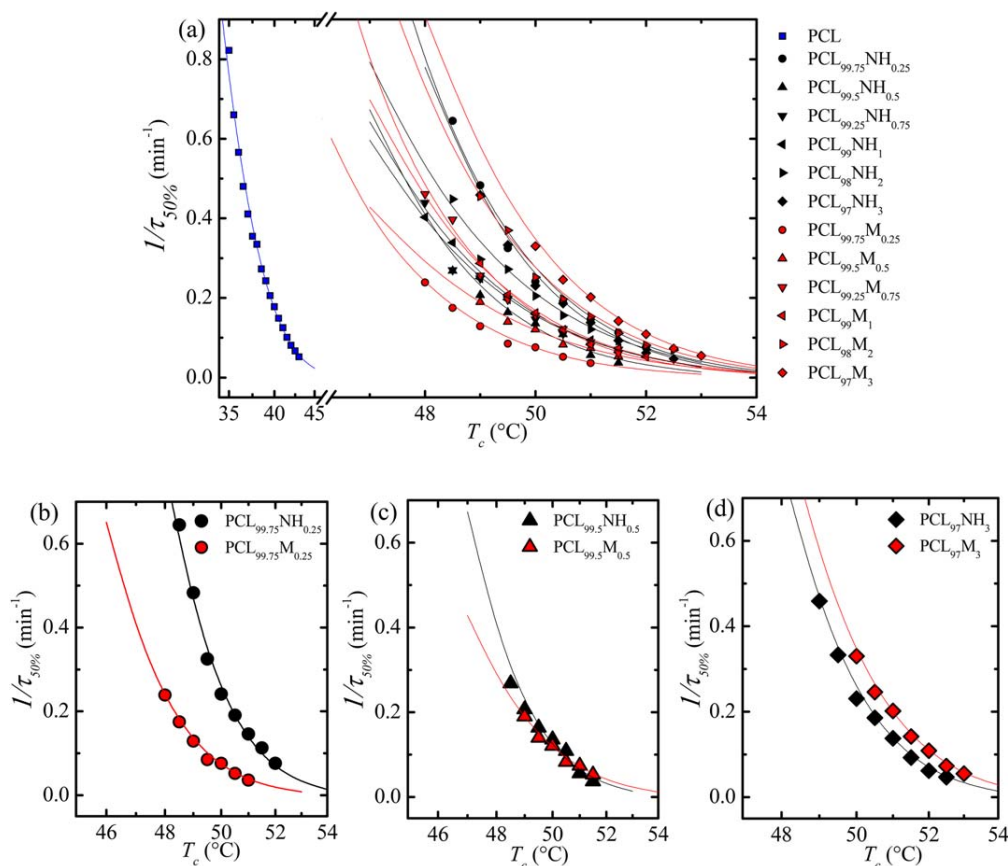 (a)
1/τ50% (min-1)
0.8
0.6
0.4
0.2
0.0
35 40 45 48 50 52 54
Tc (°C)
PCL
PCL99.75NH0.25
PCL99.5NH0.5
PCL99.25NH0.75
PCL99NH1
PCL98NH2
PCL97NH3
PCL99.75M0.25
PCL99.5M0.5
PCL99.25M0.75
PCL99M1
PCL98M2
PCL97M3
(b)
PCL99.75NH0.25
PCL99.75M0.25
1/τ50% (min-1)
0.6
0.4
0.2
0.0
46 48 50 52 54
Tc (°C)
(c)
PCL99.5NH0.5
PCL99.5M0.5
1/τ50% (min-1)
0.6
0.4
0.2
0.0
46 48 50 52 54
Tc (°C)
(d)
PCL97NH3
PCL97M3
1/τ50% (min-1)
0.6
0.4
0.2
0.0
46 48 50 52 54
Tc (°C)